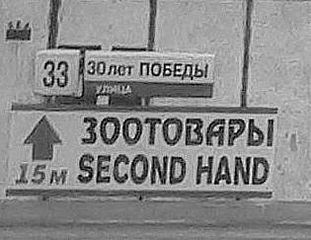 33
30 лет ПОБЕДЫ
УЛИЦА
ЗООТОВАРЫ
15м SECOND HAND